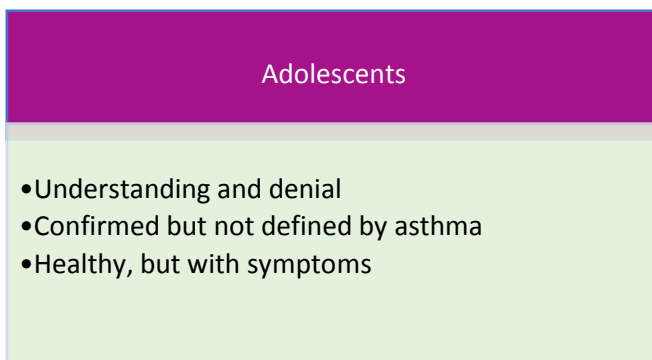 Adolescents
•Understanding and denial
•Confirmed but not defined by asthma
•Healthy, but with symptoms